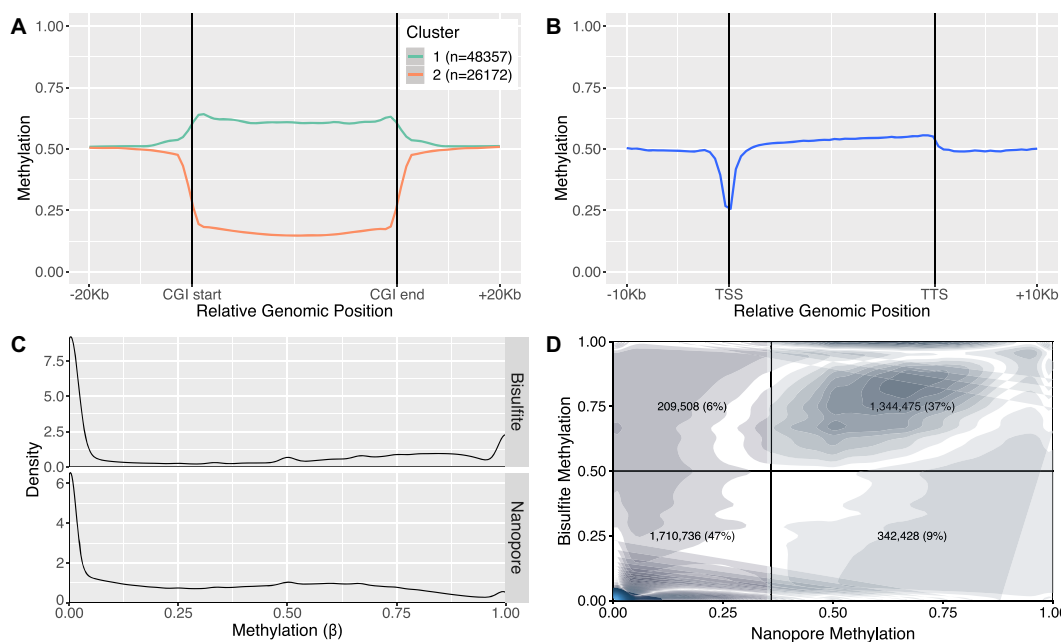 A
Methylation
1.00
0.75
0.50
0.25
0.00
Cluster
1 (n=48357)
2 (n=26172)
-20Kb
CGI start
CGI end
+20Kb
Relative Genomic Position
B
Methylation
1.00
0.75
0.50
0.25
0.00
-10Kb
TSS
TTS
+10Kb
Relative Genomic Position
C
Density
7.5
5.0
2.5
0.0
Bisulfite
6
4
2
0
Nanopore
0.00
0.25
0.50
0.75
1.00
Methylation (β)
D
Bisulfite Methylation
1.00
0.75
0.50
0.25
0.00
209,508 (6%)
1,344,475 (37%)
1,710,736 (47%)
342,428 (9%)
0.00
0.25
0.50
0.75
1.00
Nanopore Methylation